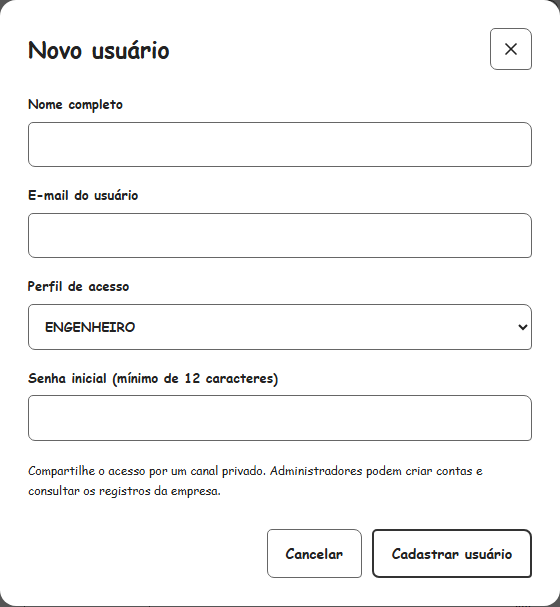 Novo usuário
Nome completo
E-mail do usuário
Perfil de acesso
ENGENHEIRO
Senha inicial (mínimo de 12 caracteres)
Compartilhe o acesso por um canal privado. Administradores podem criar contas e
consultar os registros da empresa.
Cancelar
Cadastrar usuário